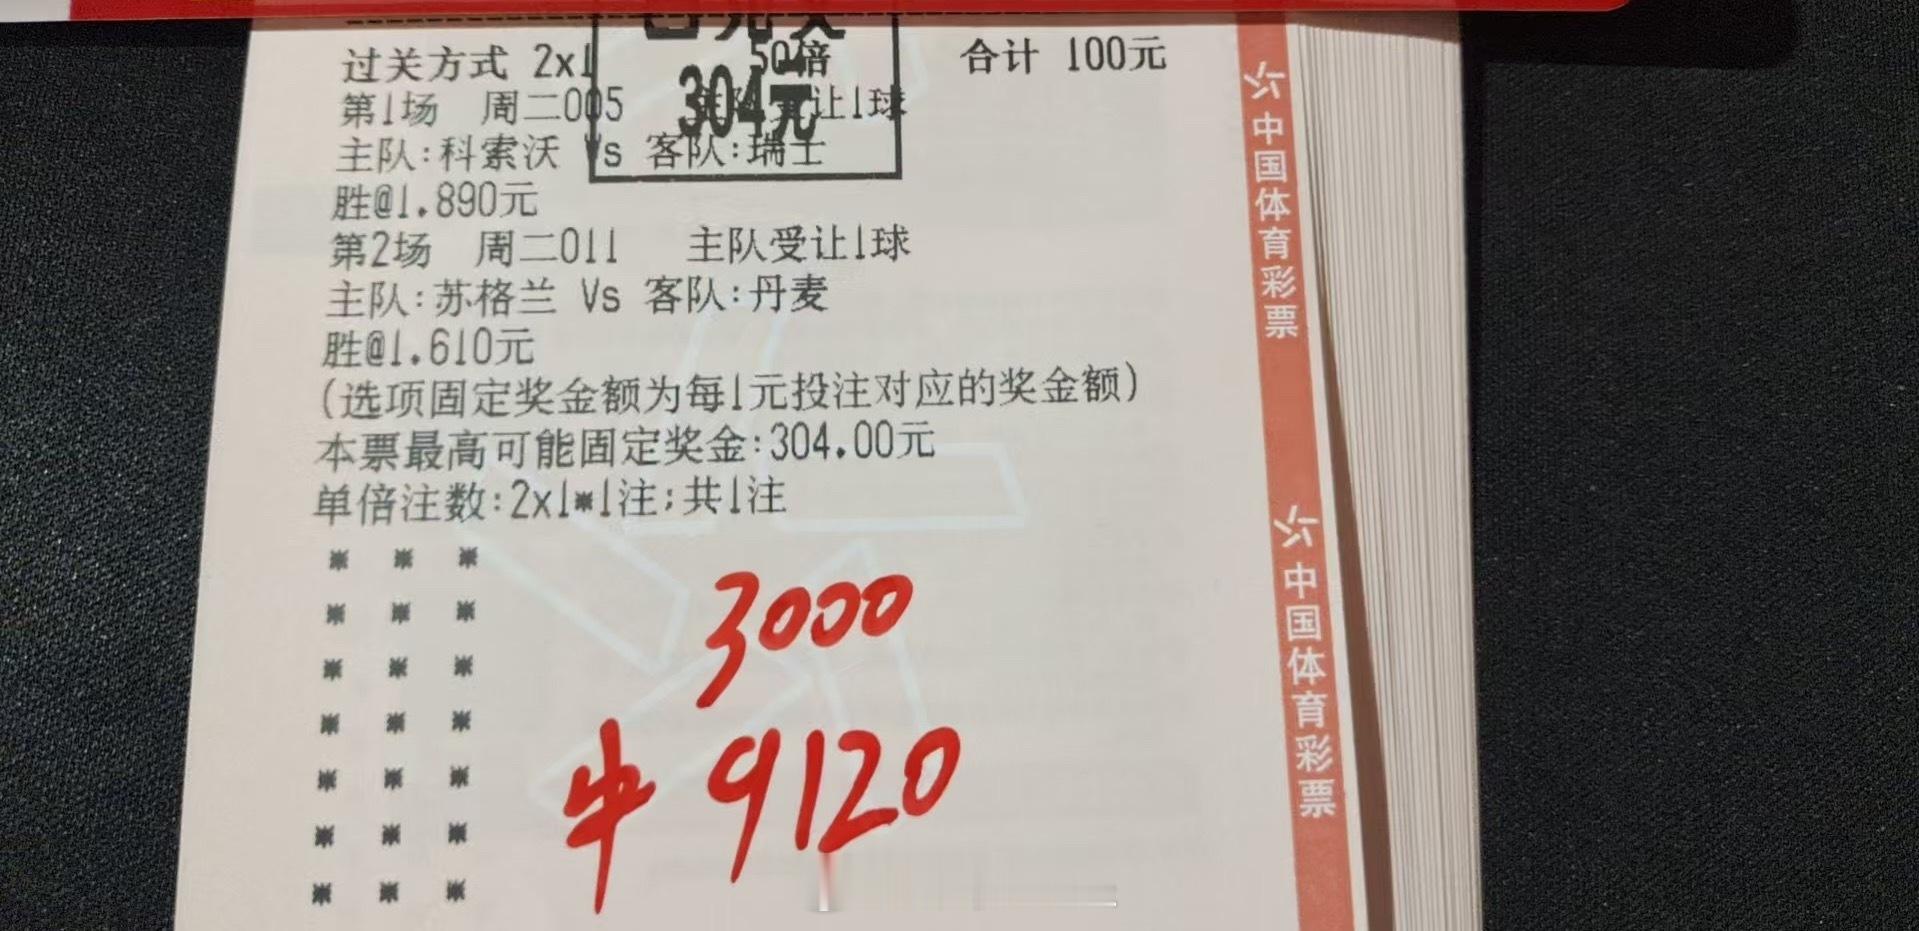 过关方式 2x1 50倍 合计 100元
304元
第1场 周二005 让1球
主队:科索沃 Vs 客队:瑞士
胜@1.890元
第2场 周二011 主队受让1球
主队:苏格兰 Vs 客队:丹麦
胜@1.610元
(选项固定奖金额为每1元投注对应的奖金额)
本票最高可能固定奖金:304.00元
单倍注数:2x1*1注;共1注
* * *
* * *
* * *
* * *
* * *
* * *
* * *
3000
9120
中国体育彩票
中国体育彩票